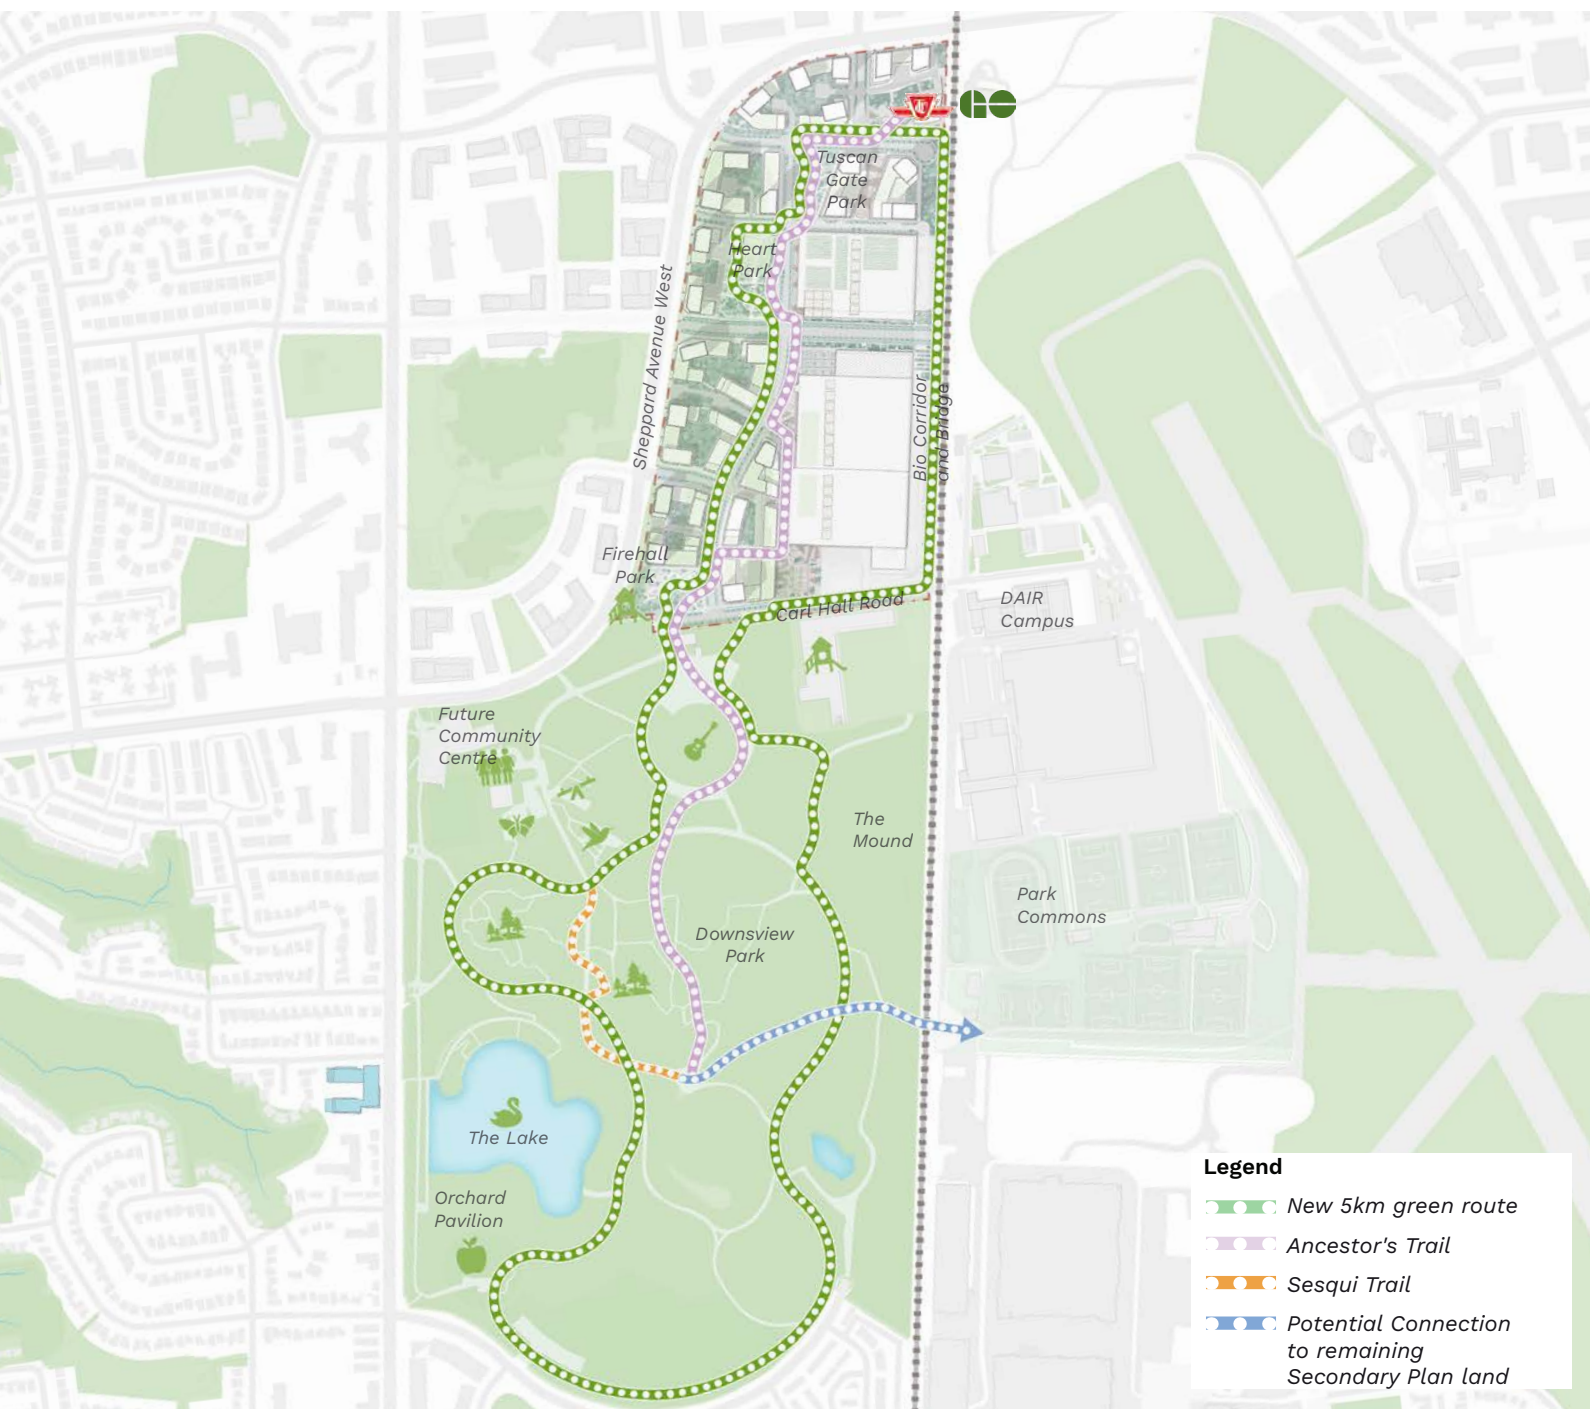 Tuscan
Gate
Park
Heart
Park
Sheppard Avenue West
Bio Corridor
and Bridge
Firehall
Park
Carl Hall Road
DAIR
Campus
Future
Community
Centre
The
Mound
Park
Commons
Downsview
Park
The Lake
Orchard
Pavilion
Legend
New 5km green route
Ancestor's Trail
Sesqui Trail
Potential Connection
to remaining
Secondary Plan land